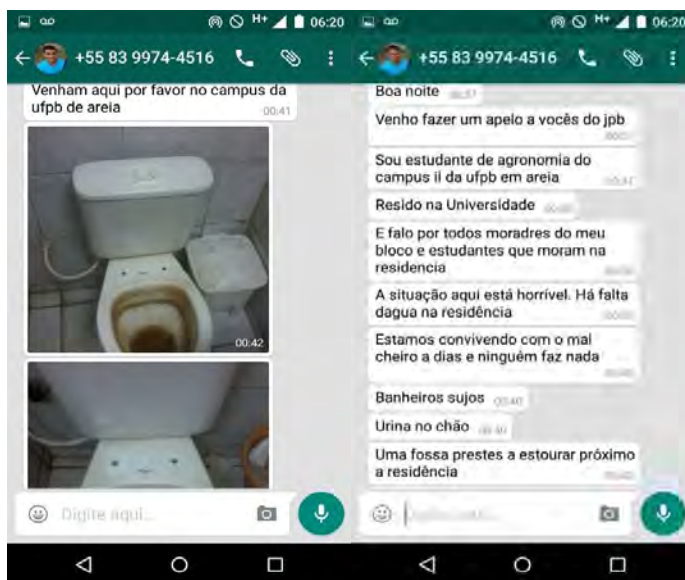 H+ 06:20
+55 83 9974-4516
Venham aqui por favor no campus da
ufpb de areia
00:41
00:42
Digite aqui...
H+ 06:20
+55 83 9974-4516
Boa noite
Venho fazer um apelo a vocês do jpb
Sou estudante de agronomia do
campus ii da ufpb em areia
Resido na Universidade
E falo por todos moradres do meu
bloco e estudantes que moram na
residencia
A situação aqui está horrível. Há falta
dagua na residência
Estamos convivendo com o mal
cheiro a dias e ninguém faz nada
Banheiros sujos 00:40
Urina no chão 00:40
Uma fossa prestes a estourar próximo
a residência